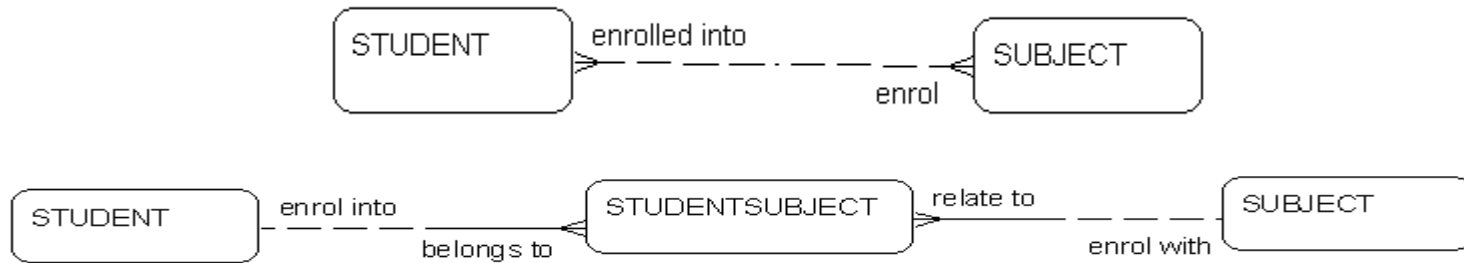 STUDENT
enrolled into
enrol
SUBJECT
STUDENT
enrol into
belongs to
STUDENTSUBJECT
relate to
enrol with
SUBJECT